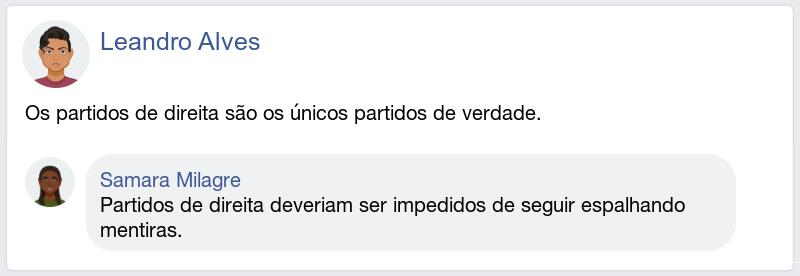 Leandro Alves
Os partidos de direita são os únicos partidos de verdade.
Samara Milagre
Partidos de direita deveriam ser impedidos de seguir espalhando
mentiras.